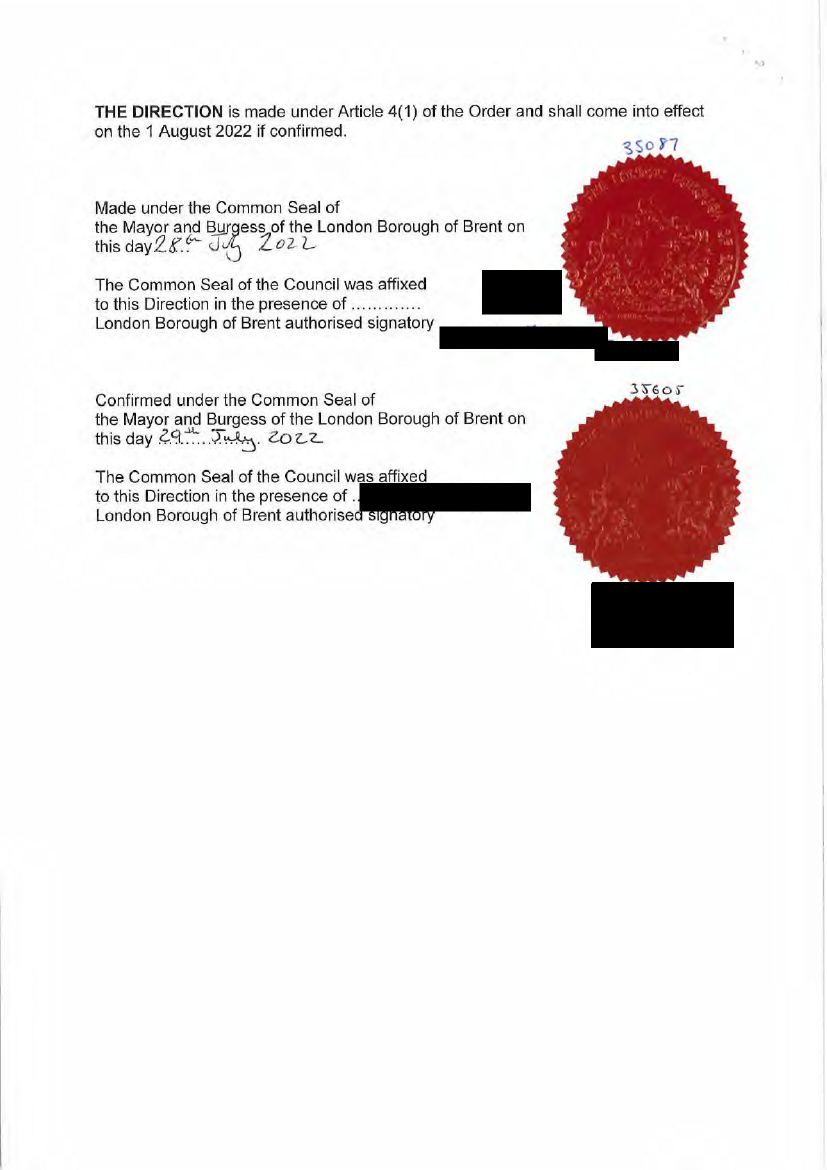 THE DIRECTION is made under Article 4(1) of the Order and shall come into effect
on the 1 August 2022 if confirmed.
35087
Made under the Common Seal of
the Mayor and Burgess of the London Borough of Brent on
this day 28th July 2022
The Common Seal of the Council was affixed
to this Direction in the presence of .............
London Borough of Brent authorised signatory
35605
Confirmed under the Common Seal of
the Mayor and Burgess of the London Borough of Brent on
this day 29th July 2022
The Common Seal of the Council was affixed
to this Direction in the presence of ..
London Borough of Brent authorised signatory